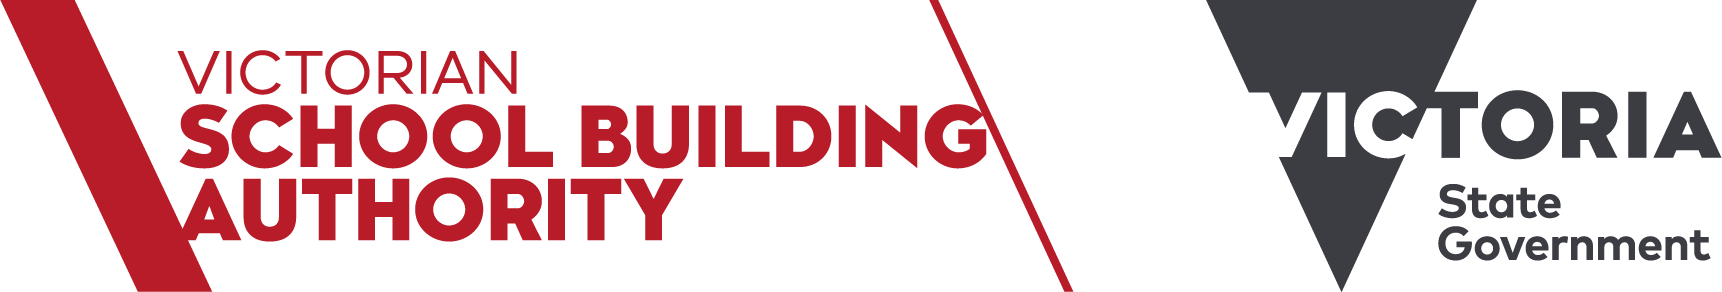 VICTORIAN
SCHOOL BUILDING
AUTHORITY
VICTORIA
State
Government